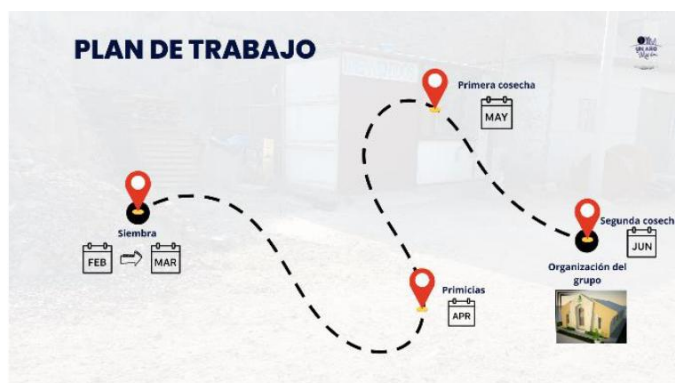 PLAN DE TRABAJO
Primera cosecha
MAY
Siembra
FEB
MAR
Segunda cosech
JUN
Organización del
grupo
Primicias
APR